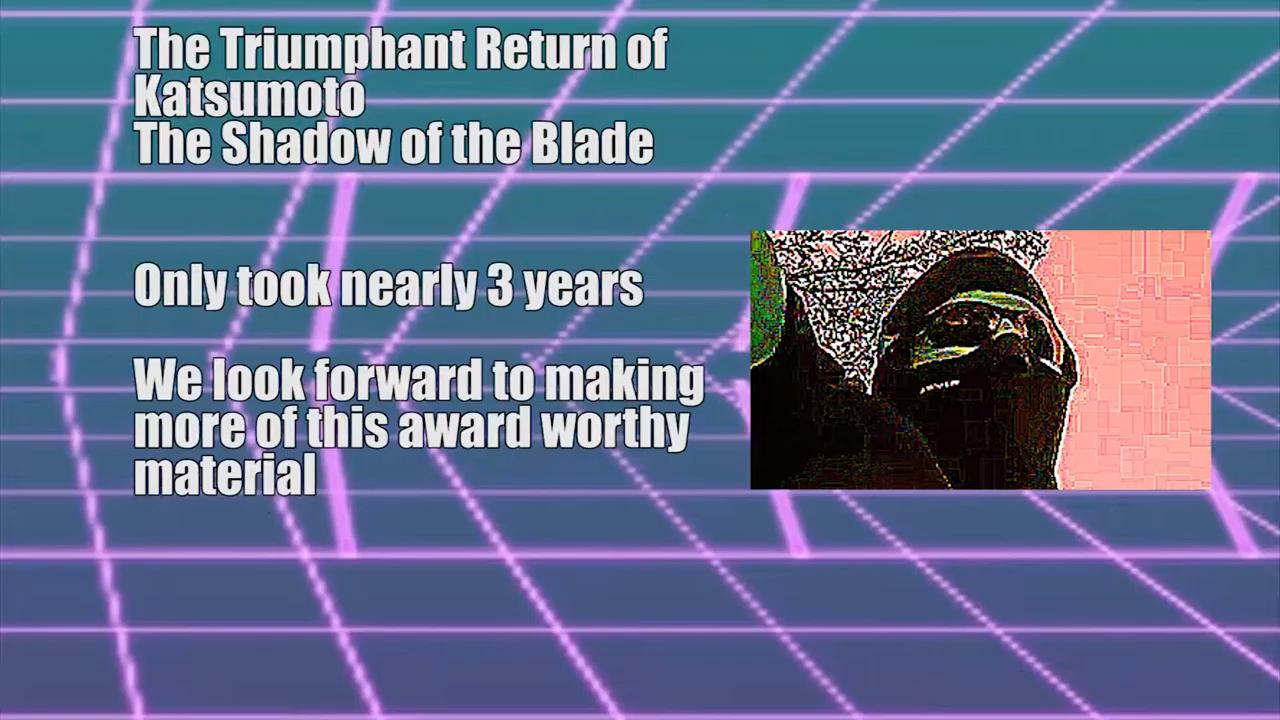 The Triumphant Return of
Katsumoto
The Shadow of the Blade
Only took nearly 3 years
We look forward to making
more of this award worthy
material